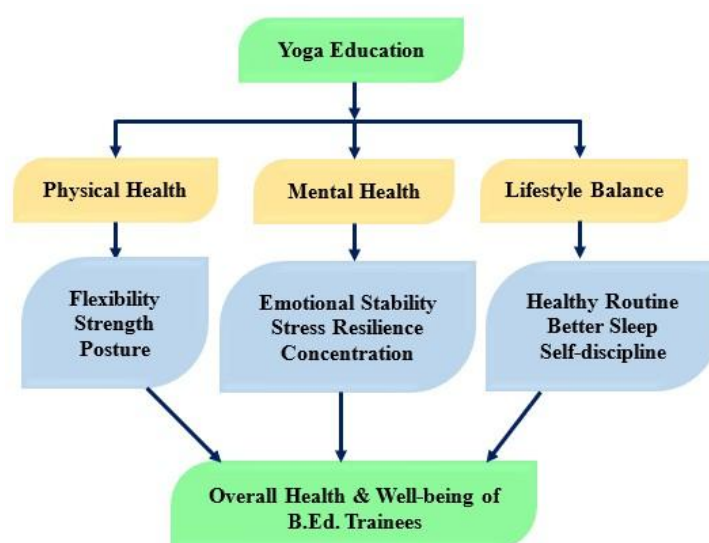 Yoga Education
Physical Health
Mental Health
Lifestyle Balance
Flexibility
Strength
Posture
Emotional Stability
Stress Resilience
Concentration
Healthy Routine
Better Sleep
Self-discipline
Overall Health & Well-being of
B.Ed. Trainees